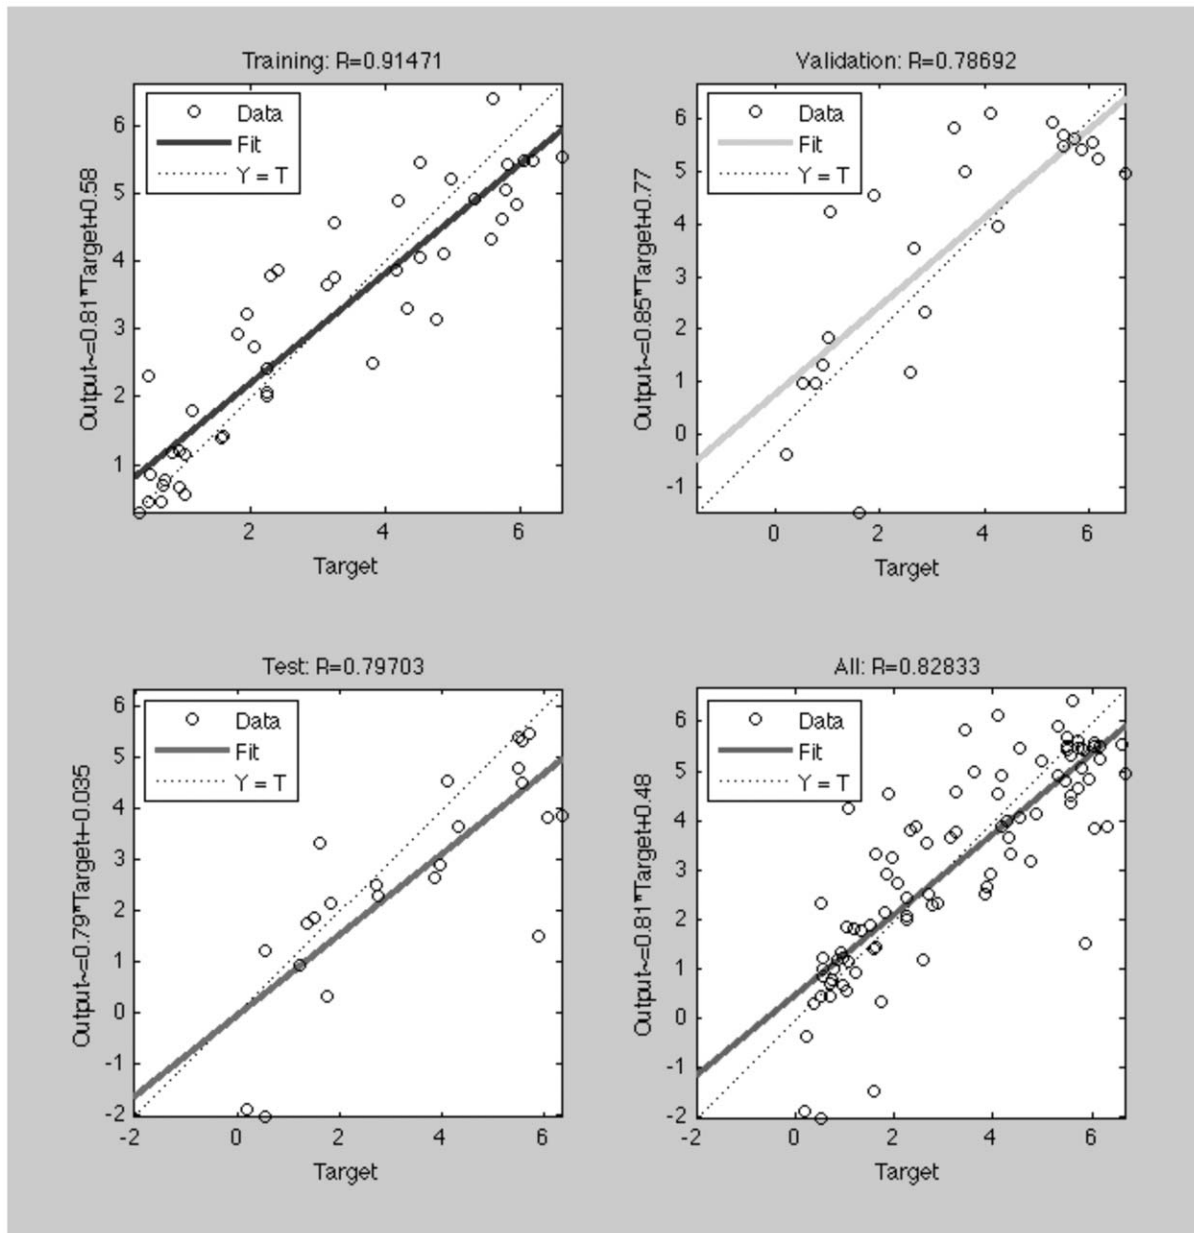 Training: R=0.91471
Output~=0.81*Target+0.58
Data
Fit
Y = T
6
5
4
3
2
1
2
4
6
Target
Validation: R=0.78692
Output~=0.85*Target+0.77
Data
Fit
Y = T
6
5
4
3
2
1
0
-1
0
2
4
6
Target
Test: R=0.79703
Output~=0.79*Target+-0.035
Data
Fit
Y = T
6
5
4
3
2
1
0
-1
-2
-2
0
2
4
6
Target
All: R=0.82833
Output~=0.81*Target+0.48
Data
Fit
Y = T
6
5
4
3
2
1
0
-1
-2
-2
0
2
4
6
Target